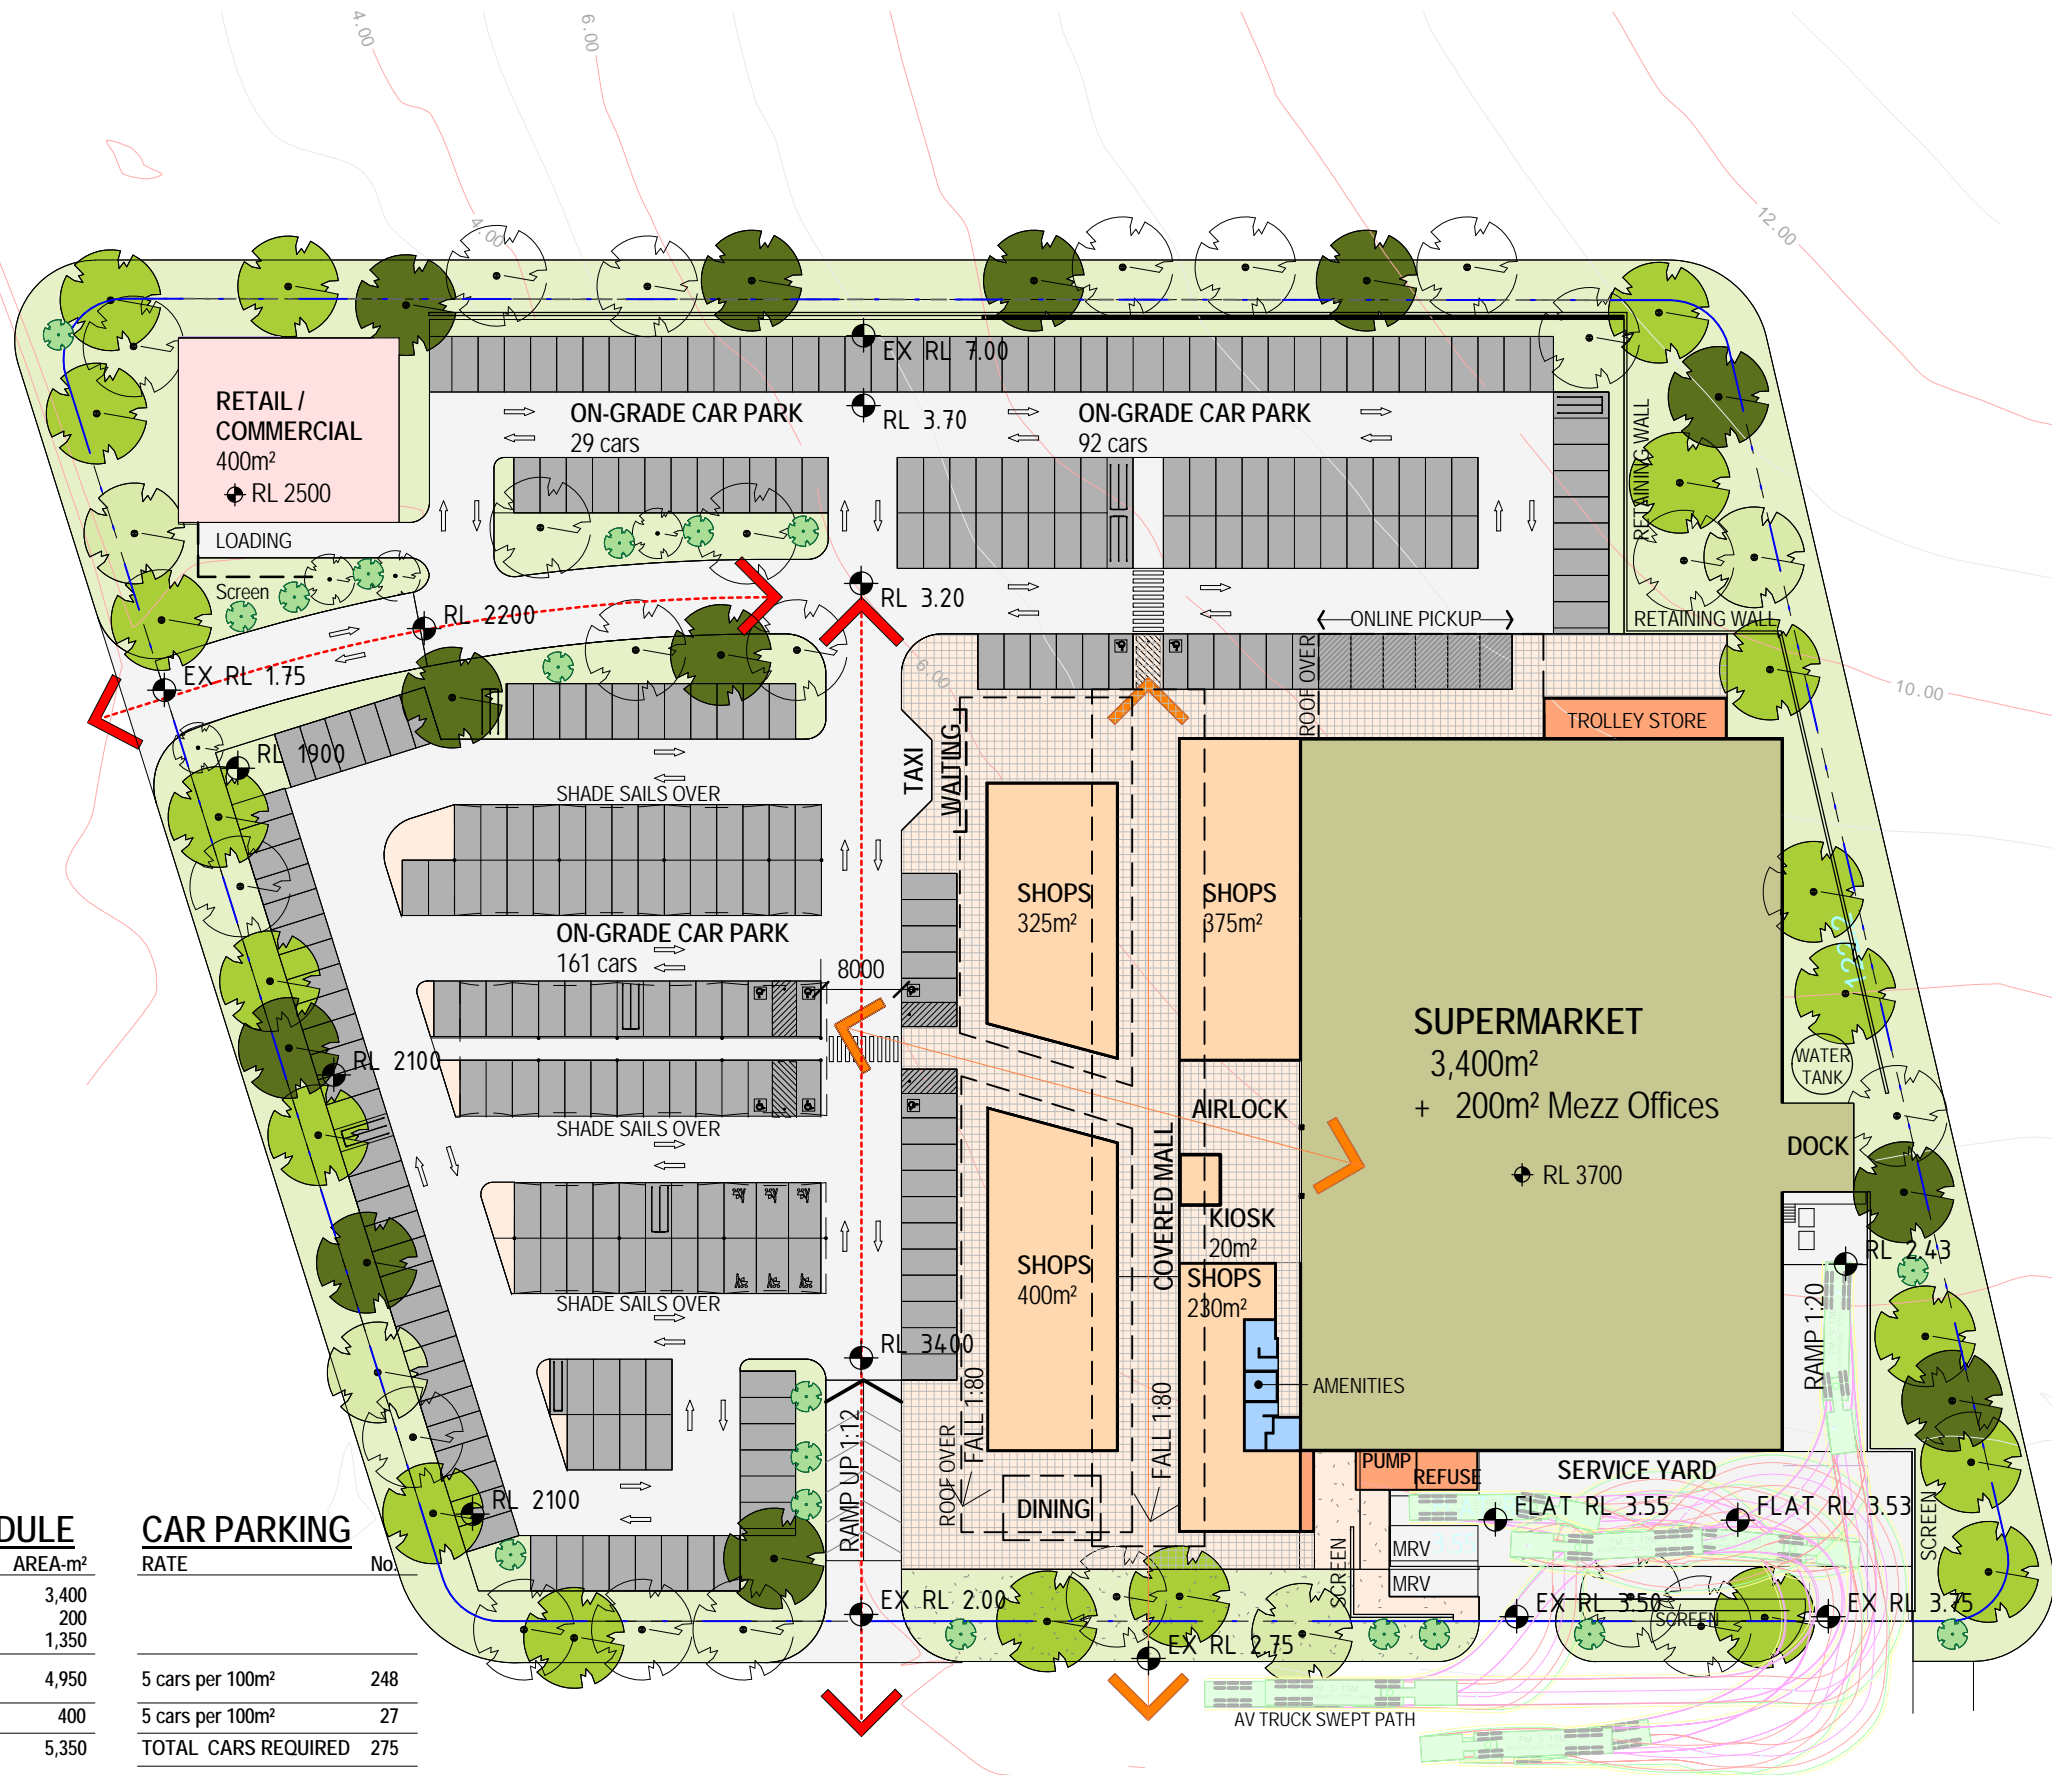 4.00
6.00
4.00
12.00
EX RL 7.00
RETAIL /
COMMERCIAL
400m²
RL 2500
ON-GRADE CAR PARK
29 cars
RL 3.70
ON-GRADE CAR PARK
92 cars
RETAINING WALL
LOADING
Screen
RL 2200
RL 3.20
ONLINE PICKUP
RETAINING WALL
ROOF OVER
6.00
EX RL 1.75
10.00
TROLLEY STORE
RL 1900
TAXI
WAITING
SHADE SAILS OVER
SHOPS
325m²
SHOPS
375m²
ON-GRADE CAR PARK
161 cars
8000
1222
SUPERMARKET
3,400m²
+ 200m² Mezz Offices
RL 3700
WATER
TANK
RL 2100
AIRLOCK
SHADE SAILS OVER
DOCK
COVERED MALL
KIOSK
20m²
RL 2.43
SHOPS
400m²
SHOPS
230m²
SHADE SAILS OVER
RAMP 1:20
RL 3400
AMENITIES
RAMP UP 1:12
ROOF OVER
FALL 1:80
FALL 1:80
PUMP
REFUSE
SERVICE YARD
RL 2100
DINING
FLAT RL 3.55
FLAT RL 3.53
SCREEN
SCREEN
MRV
MRV
EX RL 2.00
EX RL 3.50
SCREEN
EX RL 3.75
EX RL 2.75
AV TRUCK SWEPT PATH
DULE
AREA-m²
3,400
200
1,350
4,950
400
5,350
CAR PARKING
RATE No.
5 cars per 100m² 248
5 cars per 100m² 27
TOTAL CARS REQUIRED 275